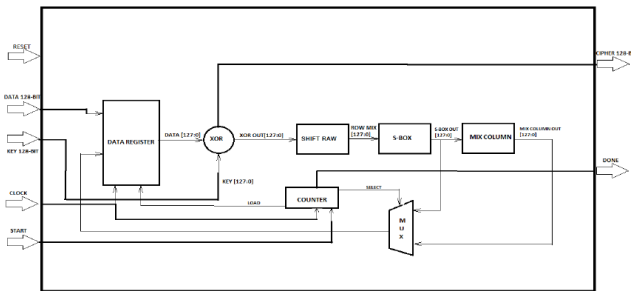 RESET
CIPHER 128-B
DATA 128-BIT
DATA REGISTER
DATA [127:0]
XOR
XOR OUT[127:0]
SHIFT RAW
ROW MIX
[127:0]
S-BOX
S-BOX OUT
[127:0]
MIX COLUMN
MIX COLUMN OUT
[127:0]
KEY 128-BIT
KEY [127-0]
DONE
CLOCK
LOAD
COUNTER
SELECT
MUX
START